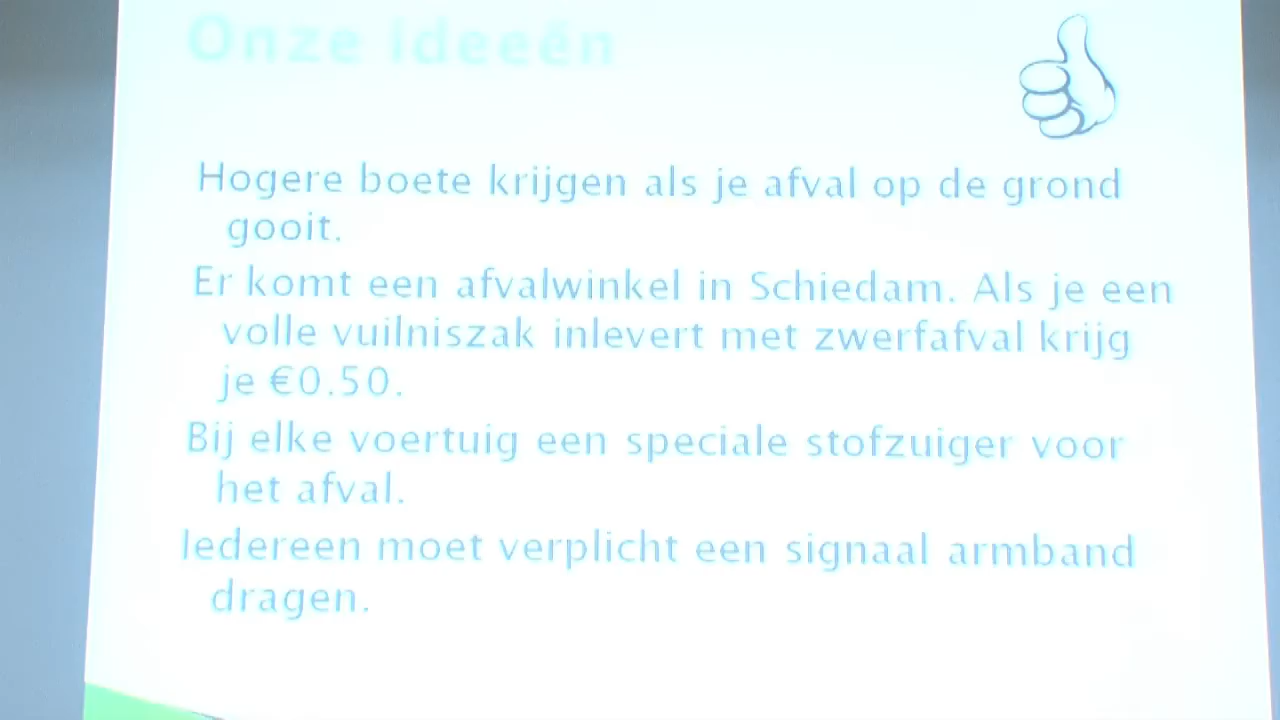 Onze ideeën
Hogere boete krijgen als je afval op de grond
gooit.
Er komt een afvalwinkel in Schiedam. Als je een
volle vuilniszak inlevert met zwerfafval krijg
je €0.50.
Bij elke voertuig een speciale stofzuiger voor
het afval.
Iedereen moet verplicht een signaal armband
dragen.